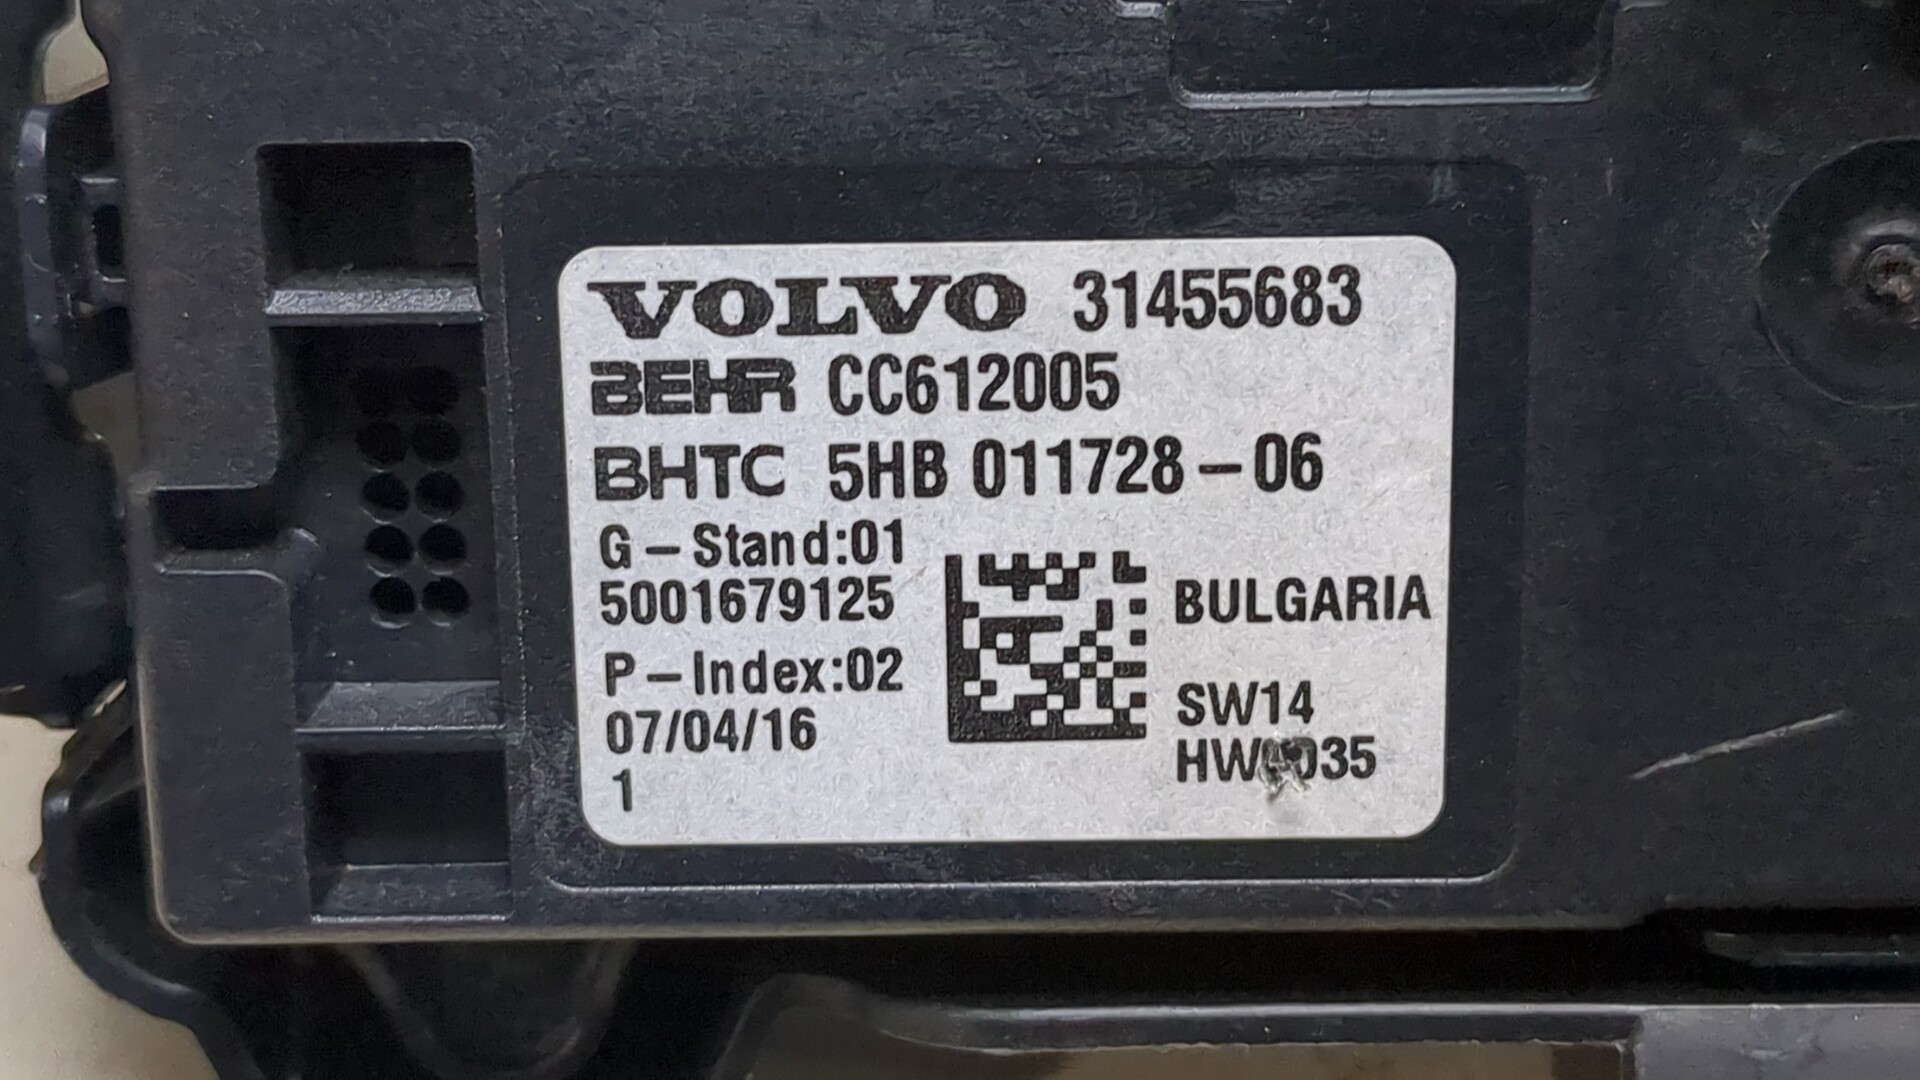 VOLVO 31455683
BEHR CC612005
BHTC 5HB 011728-06
G-Stand:01
5001679125
BULGARIA
P-Index:02
07/04/16
SW14
1